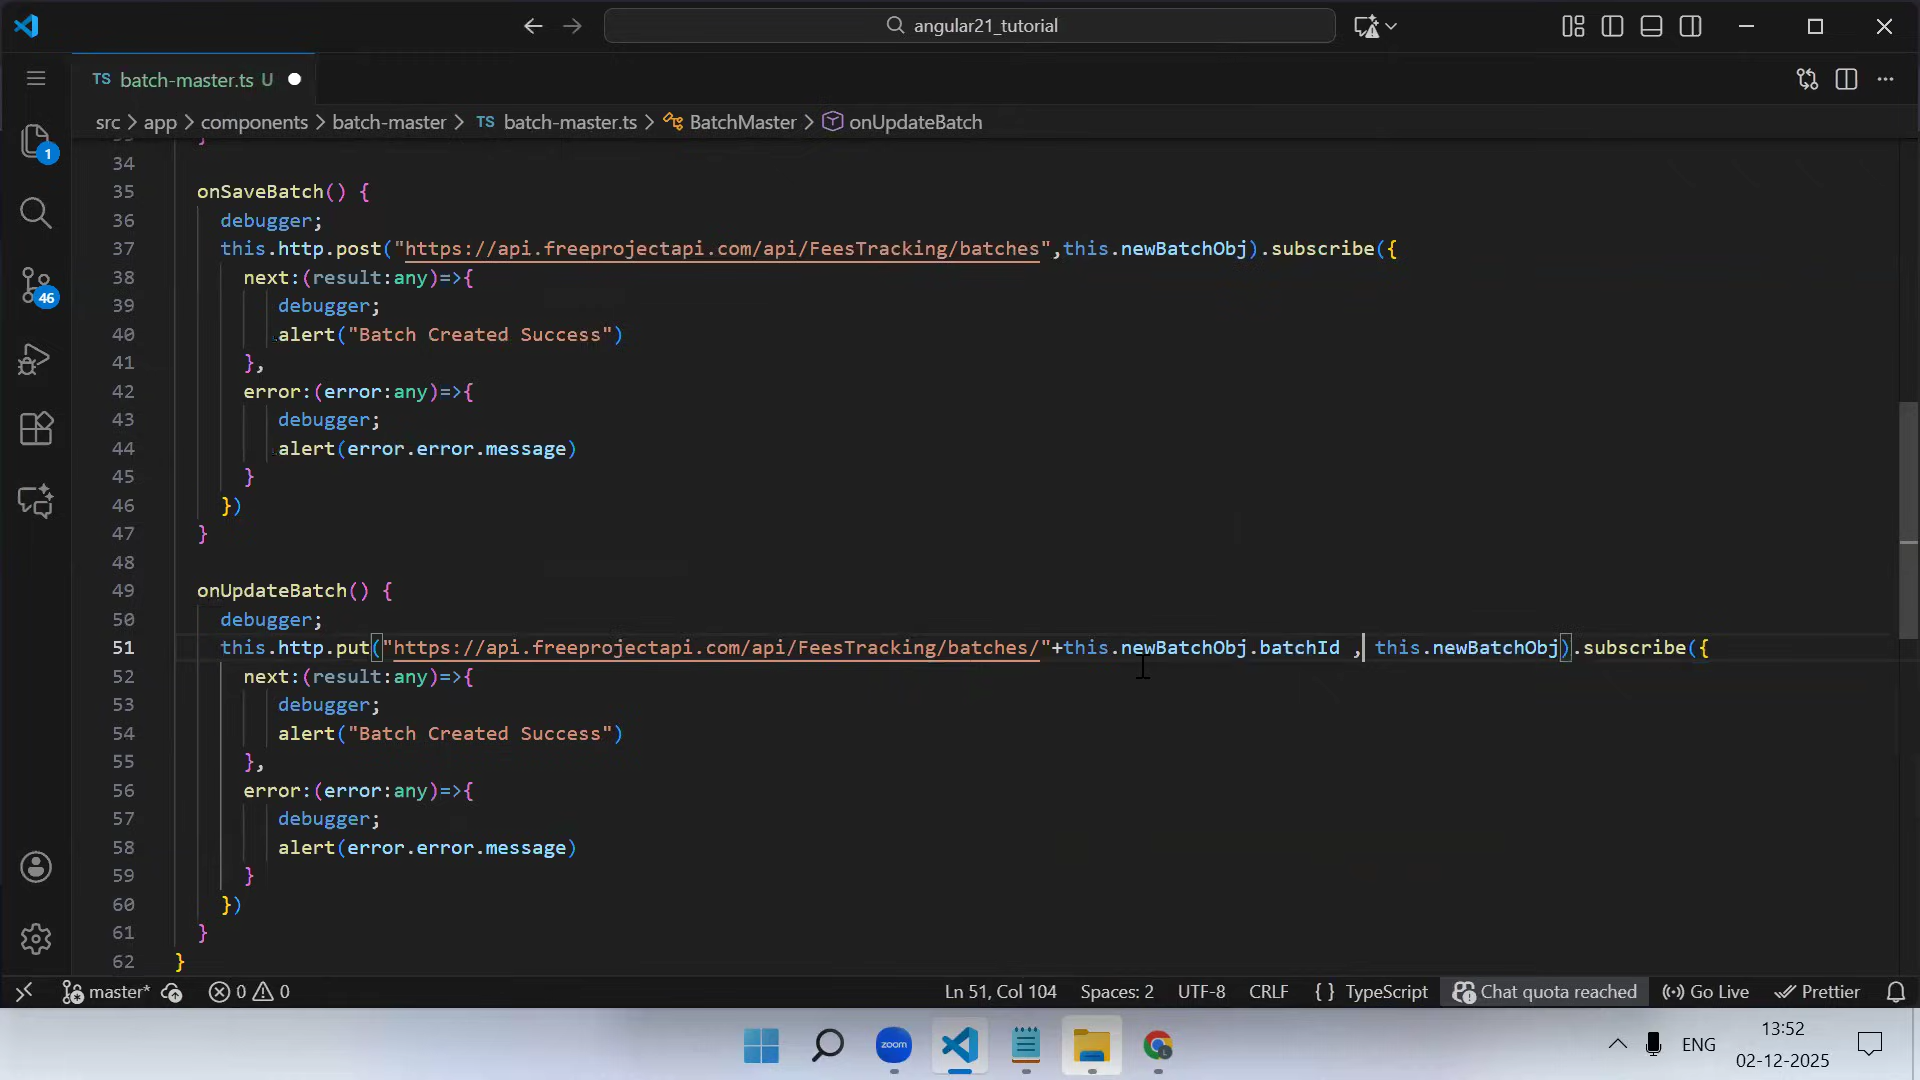 angular21_tutorial
TS batch-master.ts U
src > app > components > batch-master > TS batch-master.ts > BatchMaster > onUpdateBatch
1
46
34
35 onSaveBatch() {
36 debugger;
37 this.http.post("https://api.freeprojectapi.com/api/FeesTracking/batches",this.newBatchObj).subscribe({
38 next:(result:any)=>{
39 debugger;
40 alert("Batch Created Success")
41 },
42 error:(error:any)=>{
43 debugger;
44 alert(error.error.message)
45 }
46 })
47 }
48
49 onUpdateBatch() {
50 debugger;
51 this.http.put("https://api.freeprojectapi.com/api/FeesTracking/batches/"+this.newBatchObj.batchId , this.newBatchObj).subscribe({
52 next:(result:any)=>{
53 debugger;
54 alert("Batch Created Success")
55 },
56 error:(error:any)=>{
57 debugger;
58 alert(error.error.message)
59 }
60 })
61 }
62 }
master* 0 0 Ln 51, Col 104 Spaces: 2 UTF-8 CRLF { } TypeScript Chat quota reached Go Live Prettier
zoom
ENG
13:52
02-12-2025